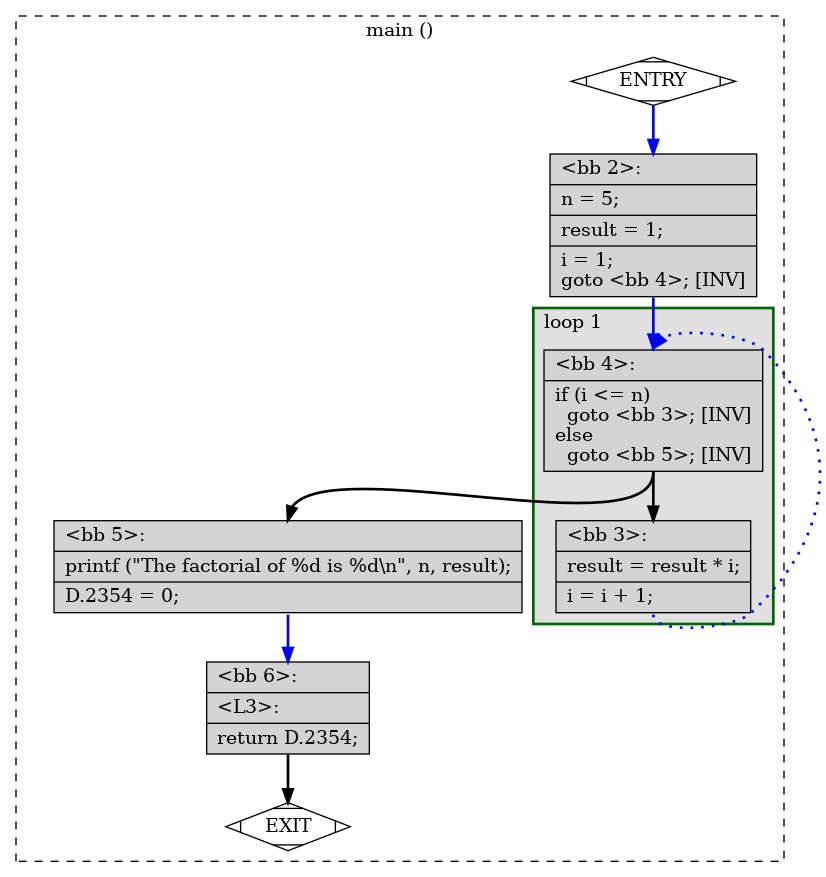 main ()
ENTRY
<bb 2>:
n = 5;
result = 1;
i = 1;
goto <bb 4>; [INV]
loop 1
<bb 4>:
if (i <= n)
  goto <bb 3>; [INV]
else
  goto <bb 5>; [INV]
<bb 5>:
printf ("The factorial of %d is %d\n", n, result);
D.2354 = 0;
<bb 3>:
result = result * i;
i = i + 1;
<bb 6>:
<L3>:
return D.2354;
EXIT